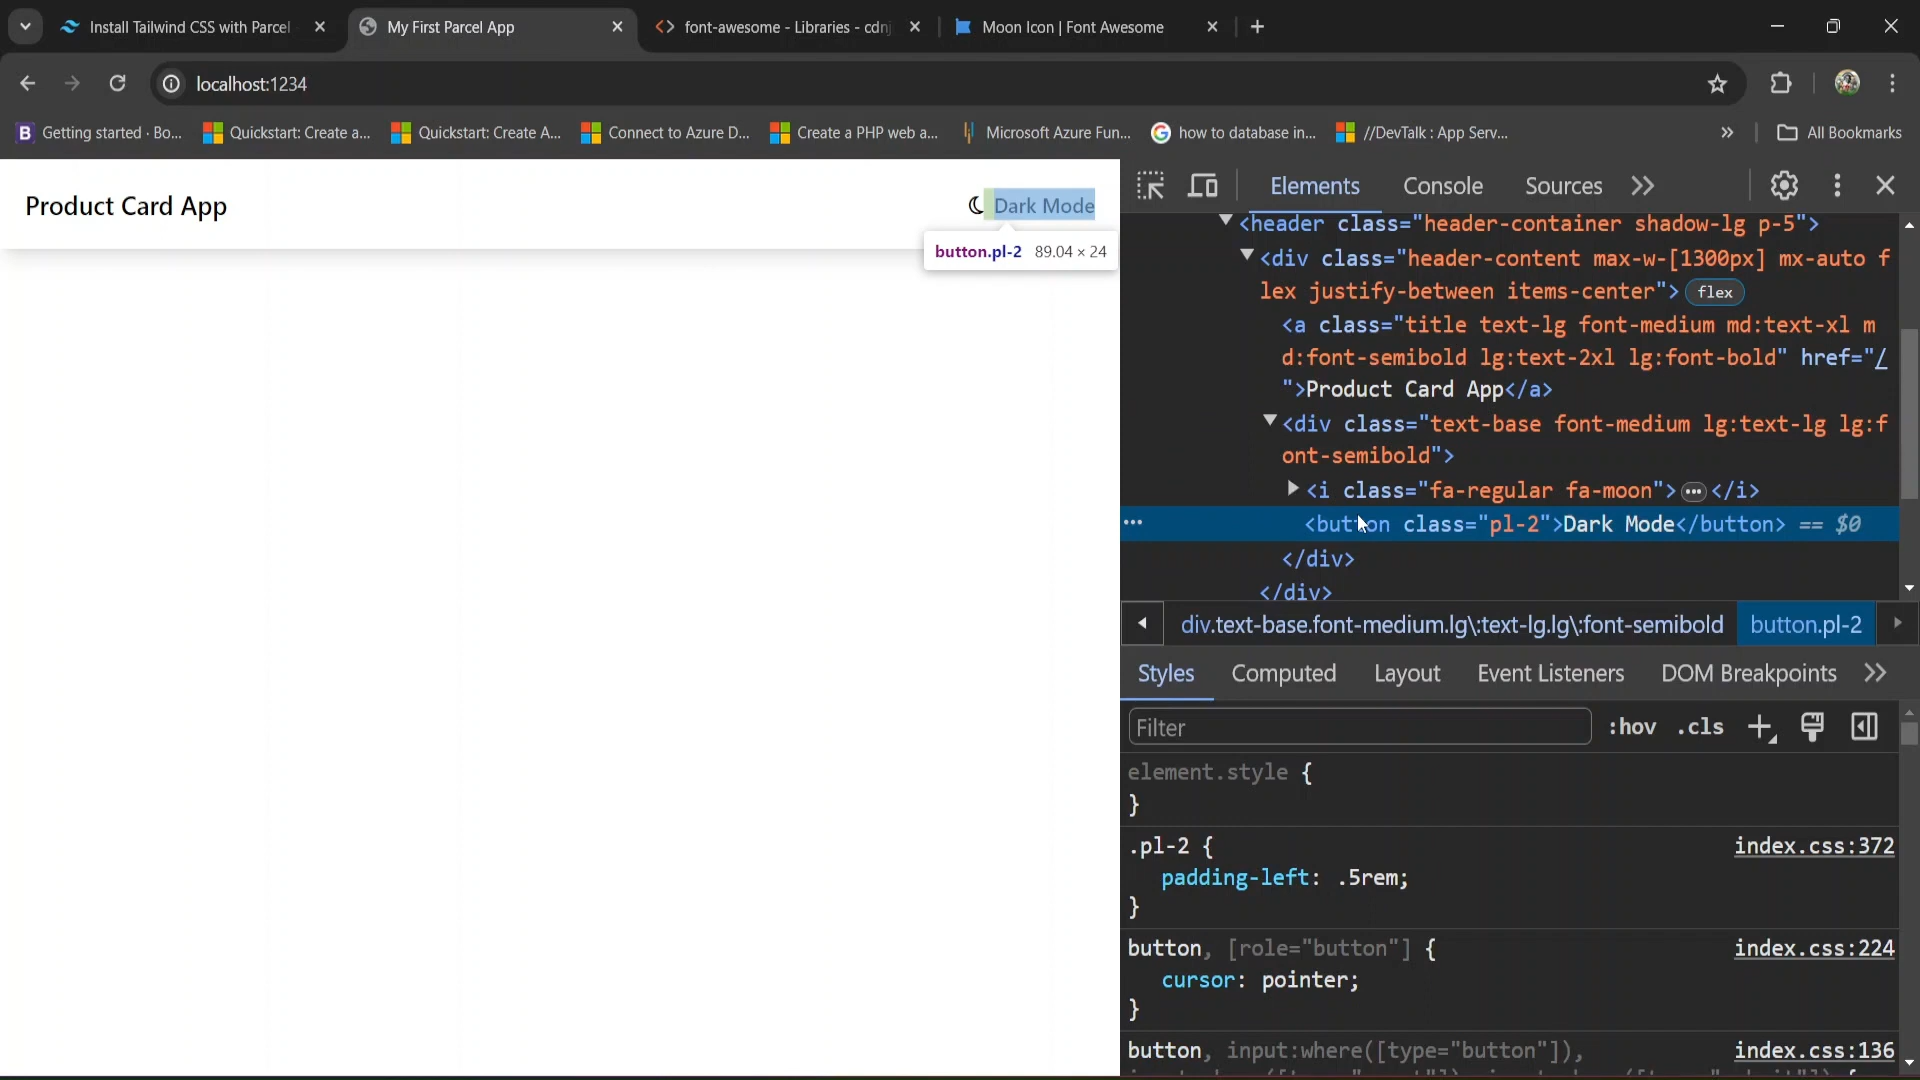 Install Tailwind CSS with Parcel
My First Parcel App
font-awesome - Libraries - cdnj
Moon Icon | Font Awesome
localhost:1234
Getting started · Bo...
Quickstart: Create a...
Quickstart: Create A...
Connect to Azure D...
Create a PHP web a...
Microsoft Azure Fun...
how to database in...
//DevTalk : App Serv...
All Bookmarks
Product Card App
Dark Mode
button.pl-2 89.04 × 24
Elements
Console
Sources
<header class="header-container shadow-lg p-5">
<div class="header-content max-w-[1300px] mx-auto f
lex justify-between items-center"> flex
<a class="title text-lg font-medium md:text-xl m
d:font-semibold lg:text-2xl lg:font-bold" href="/
">Product Card App</a>
<div class="text-base font-medium lg:text-lg lg:f
ont-semibold">
<i class="fa-regular fa-moon">…</i>
<button class="pl-2">Dark Mode</button> == $0
</div>
</div>
div.text-base.font-medium.lg\:text-lg.lg\:font-semibold
button.pl-2
Styles
Computed
Layout
Event Listeners
DOM Breakpoints
Filter
:hov
.cls
element.style {
}
.pl-2 {
index.css:372
padding-left: .5rem;
}
button, [role="button"] {
index.css:224
cursor: pointer;
}
button, input:where([type="button"]),
index.css:136